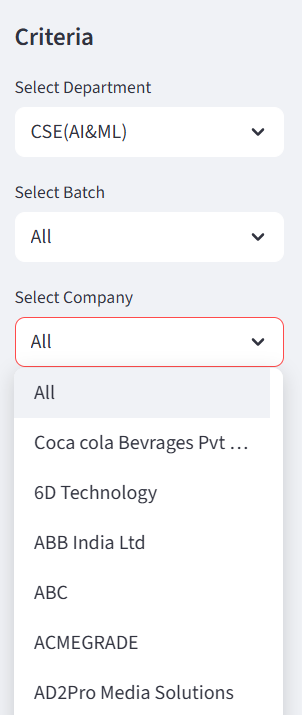 Criteria
Select Department
CSE(AI&ML)
Select Batch
All
Select Company
All
All
Coca cola Bevrages Pvt …
6D Technology
ABB India Ltd
ABC
ACMEGRADE
AD2Pro Media Solutions